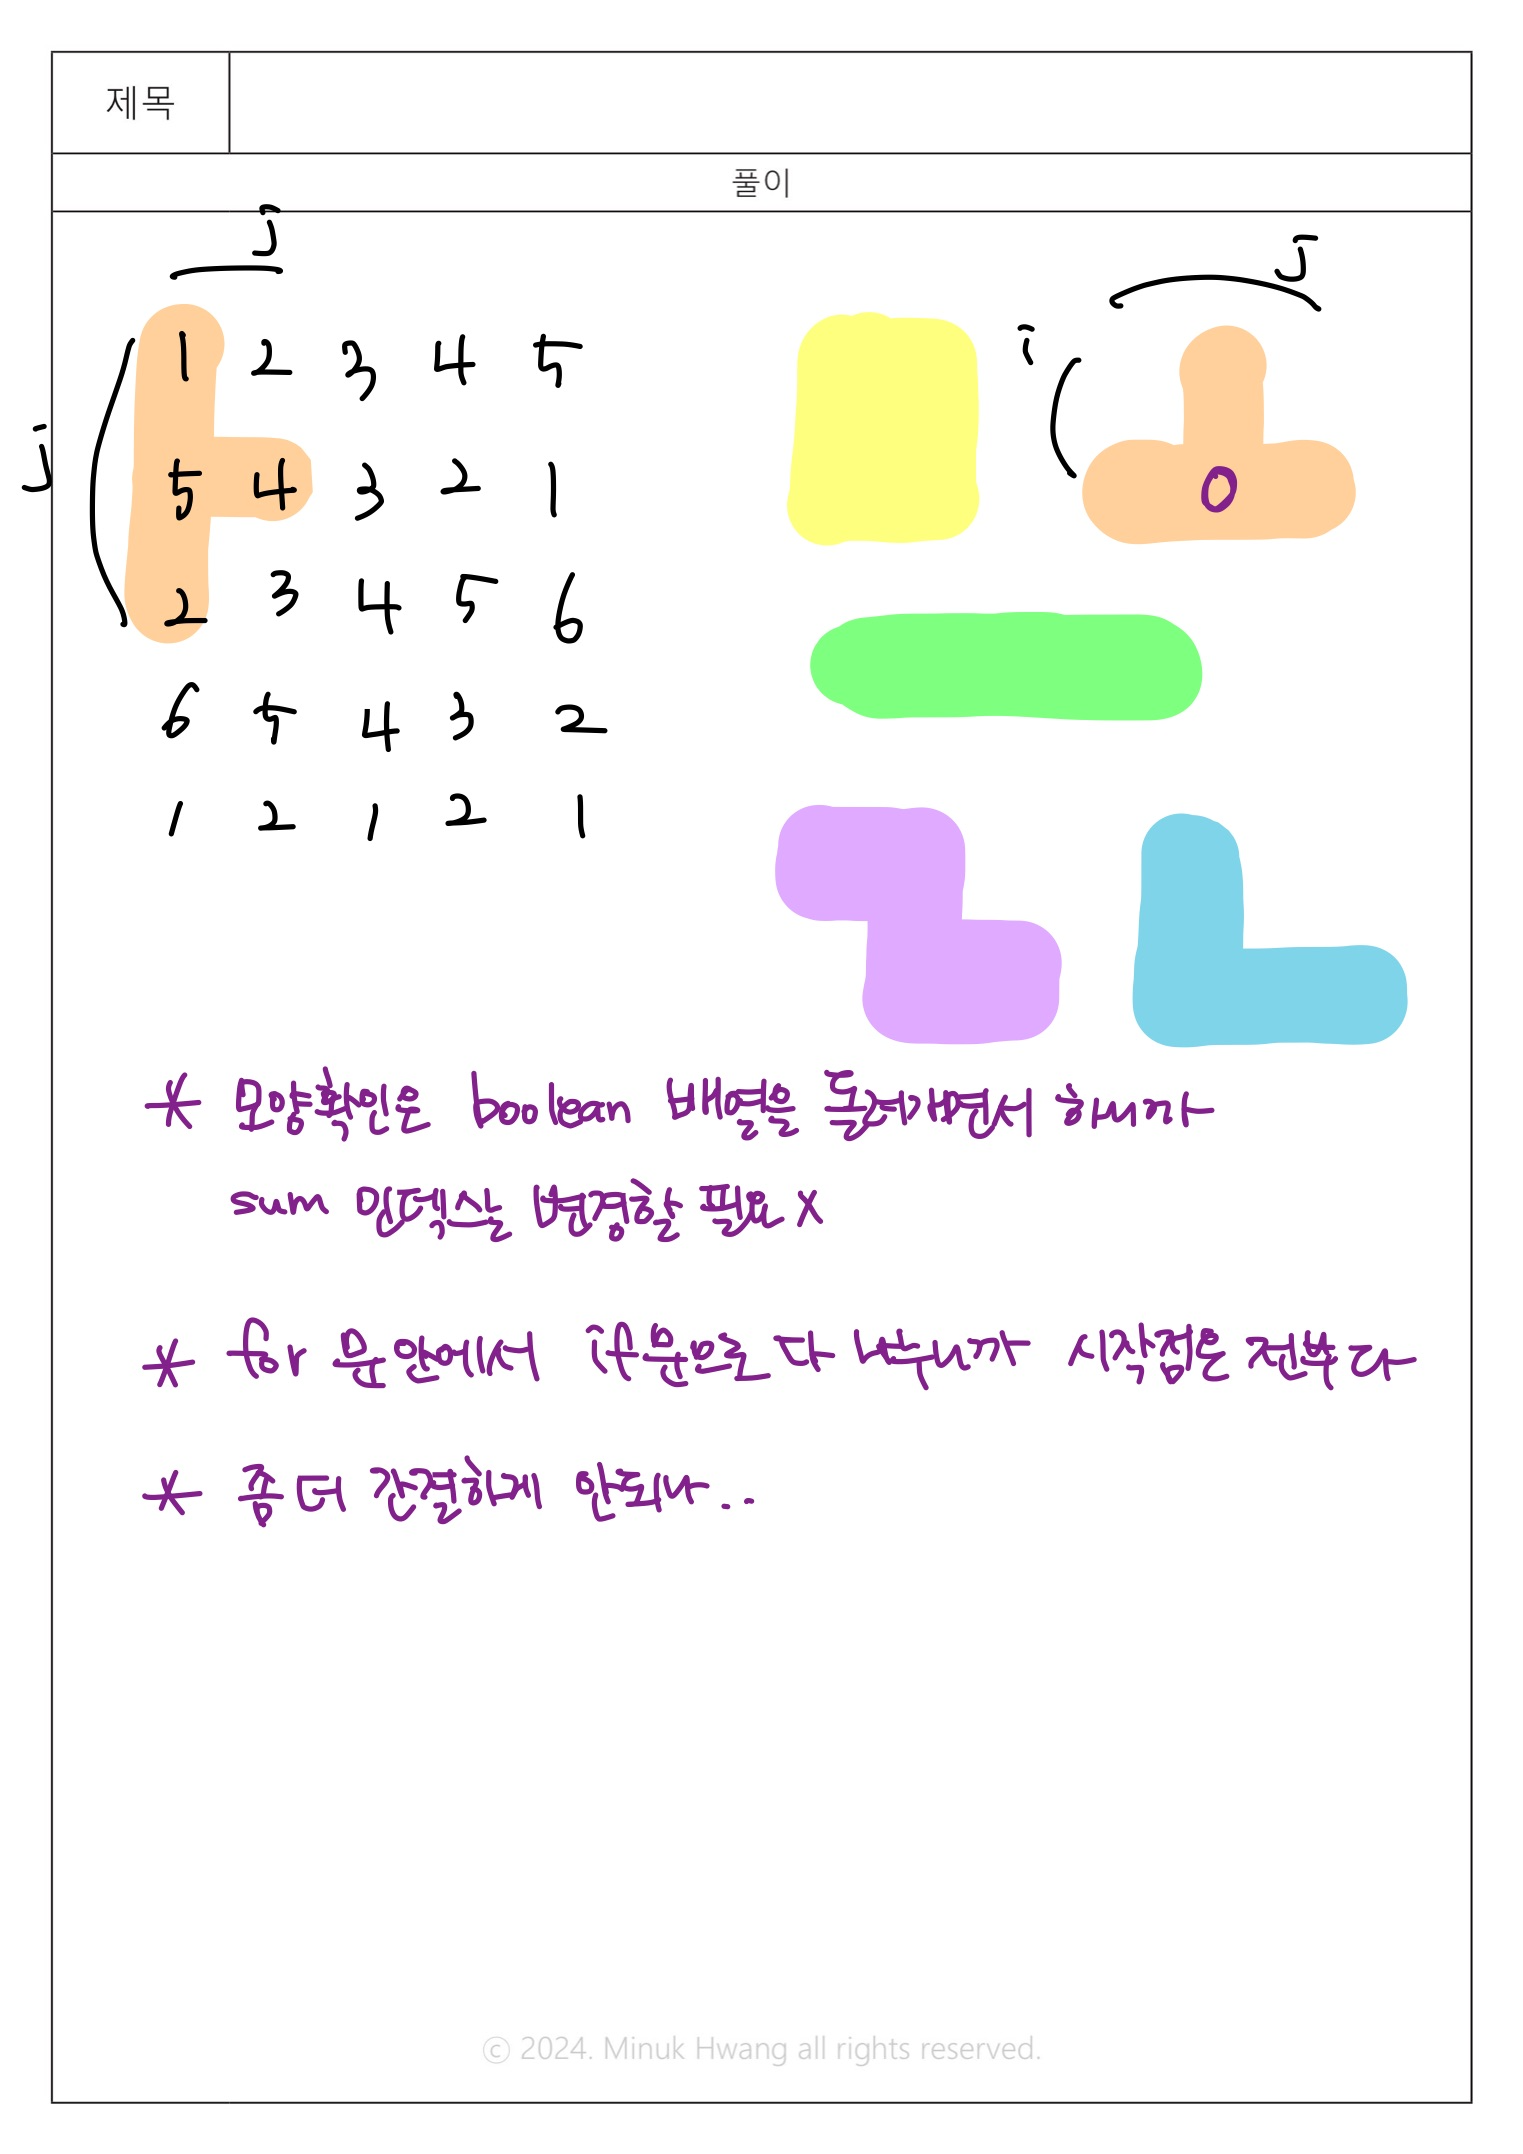 제목
풀이
j
j
i
j
1 2 3 4 5
5 4 3 2 1
0
2 3 4 5 6
6 5 4 3 2
1 2 1 2 1
* 모양확인은 boolean 배열을 돌려가면서 하니까
sum 인덱스를 변경할 필요 X
* for 문 안에서 if문으로 다 나누니까 시작점은 전부 다
* 좀 더 간결하게 안되나..
ⓒ 2024. Minuk Hwang all rights reserved.